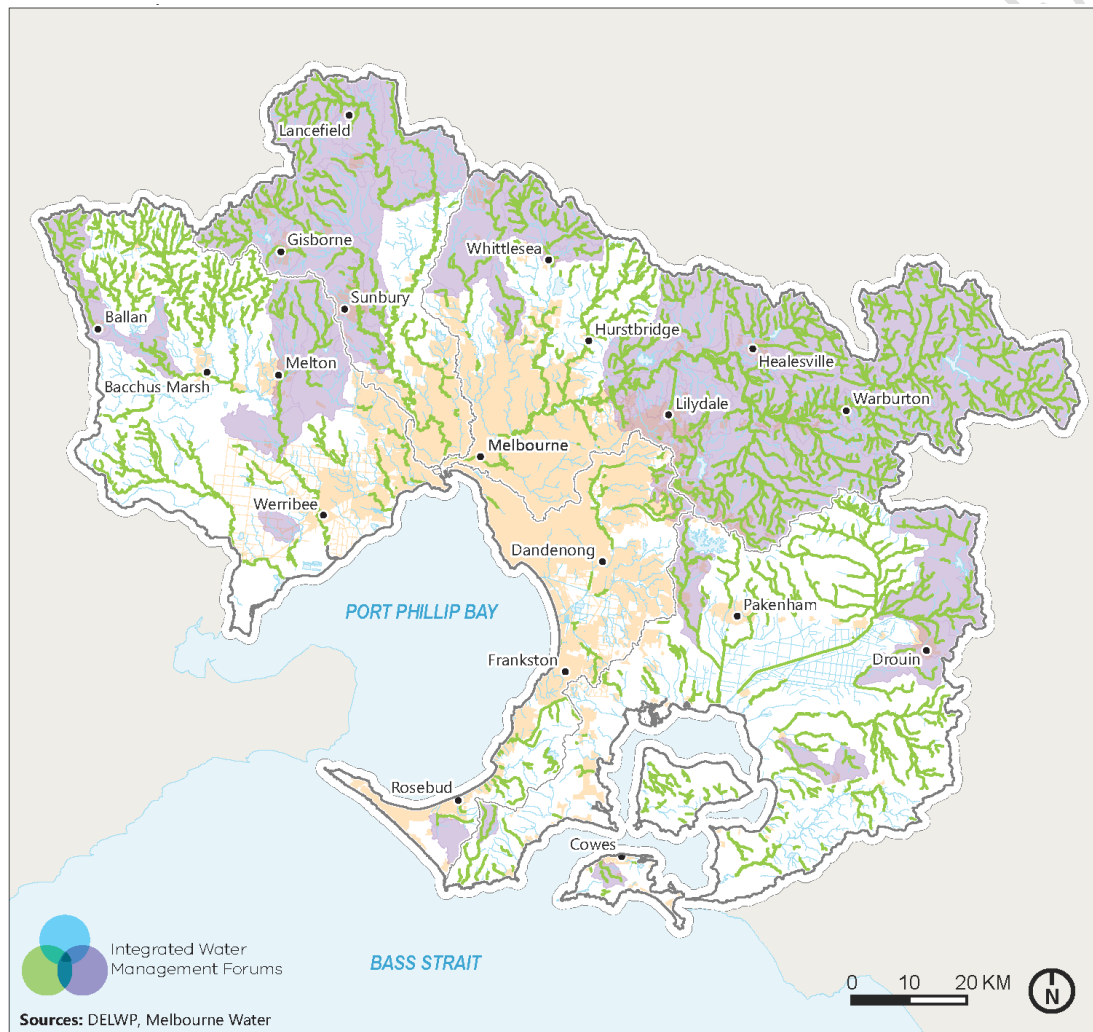 Lancefield
Gisborne
Whittlesea
Sunbury
Ballan
Hurstbridge
Healesville
Melton
Bacchus Marsh
Lilydale
Warburton
Melbourne
Werribee
Dandenong
PORT PHILLIP BAY
Pakenham
Drouin
Frankston
Rosebud
Cowes
Integrated Water
Management Forums
BASS STRAIT
0 10 20 KM
N
Sources: DELWP, Melbourne Water